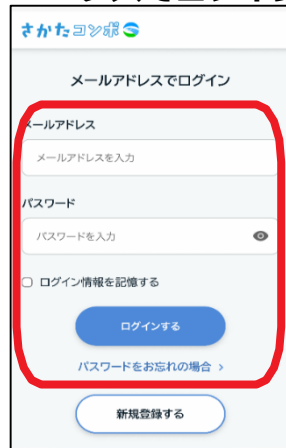 さかたコンポ
メールアドレスでログイン
メールアドレス
メールアドレスを入力
パスワード
パスワードを入力
ログイン情報を記憶する
ログインする
パスワードをお忘れの場合 ›
新規登録する